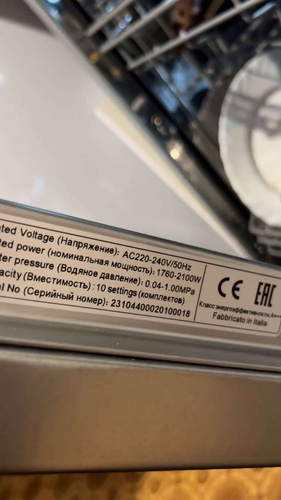 ted Voltage (Напряжение): AC220-240V/50Hz
ted power (номинальная мощность): 1760-2100W
ter pressure (Водяное давление): 0.04-1.00MPa
acity (Вместимость) : 10 settings (комплектов)
al No (Серийный номер): 23104400020100018
CE EAC
Класс энергоэффективности:
Fabbricato in Italia